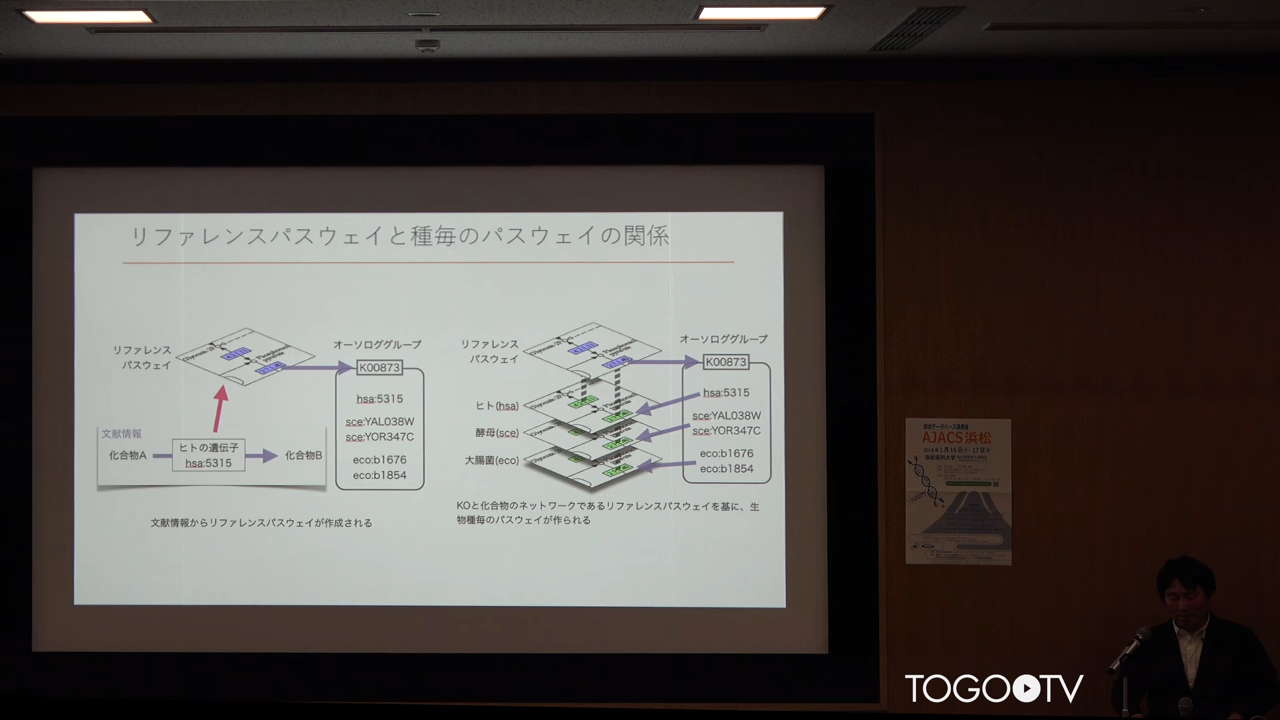 リファレンスパスウェイと種毎のパスウェイの関係
リファレンス
パスウェイ
オーソロググループ
K00873
hsa:5315
sce:YAL038W
sce:YOR347C
eco:b1676
eco:b1854
文献情報
化合物A
ヒトの遺伝子
hsa:5315
化合物B
文献情報からリファレンスパスウェイが作成される
リファレンス
パスウェイ
オーソロググループ
K00873
ヒト(hsa)
酵母(sce)
大腸菌(eco)
hsa:5315
sce:YAL038W
sce:YOR347C
eco:b1676
eco:b1854
KOと化合物のネットワークであるリファレンスパスウェイを基に、生
物種毎のパスウェイが作られる
AJACS浜松
TOGOTV